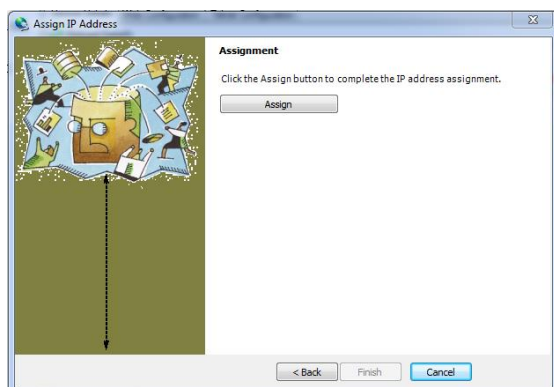 Assign IP Address
Assignment
Click the Assign button to complete the IP address assignment.
Assign
< Back
Finish
Cancel